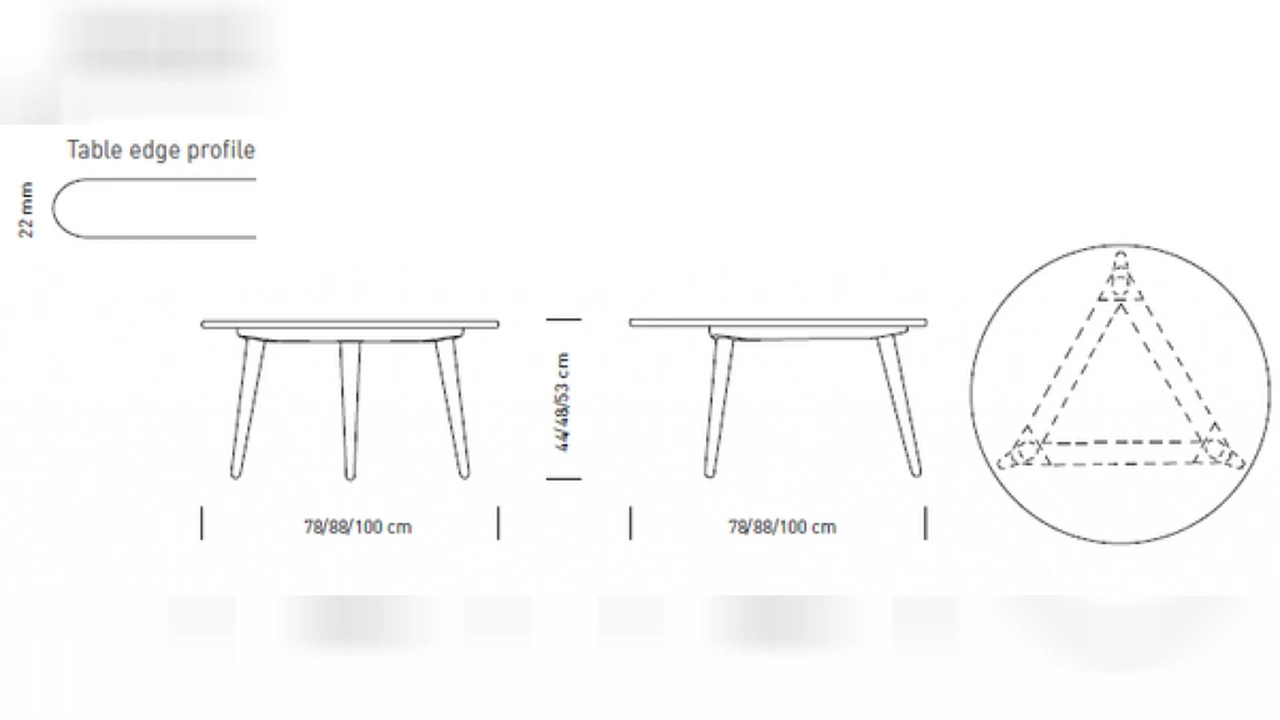 Table edge profile
22 mm
44/48/53 cm
78/88/100 cm
78/88/100 cm